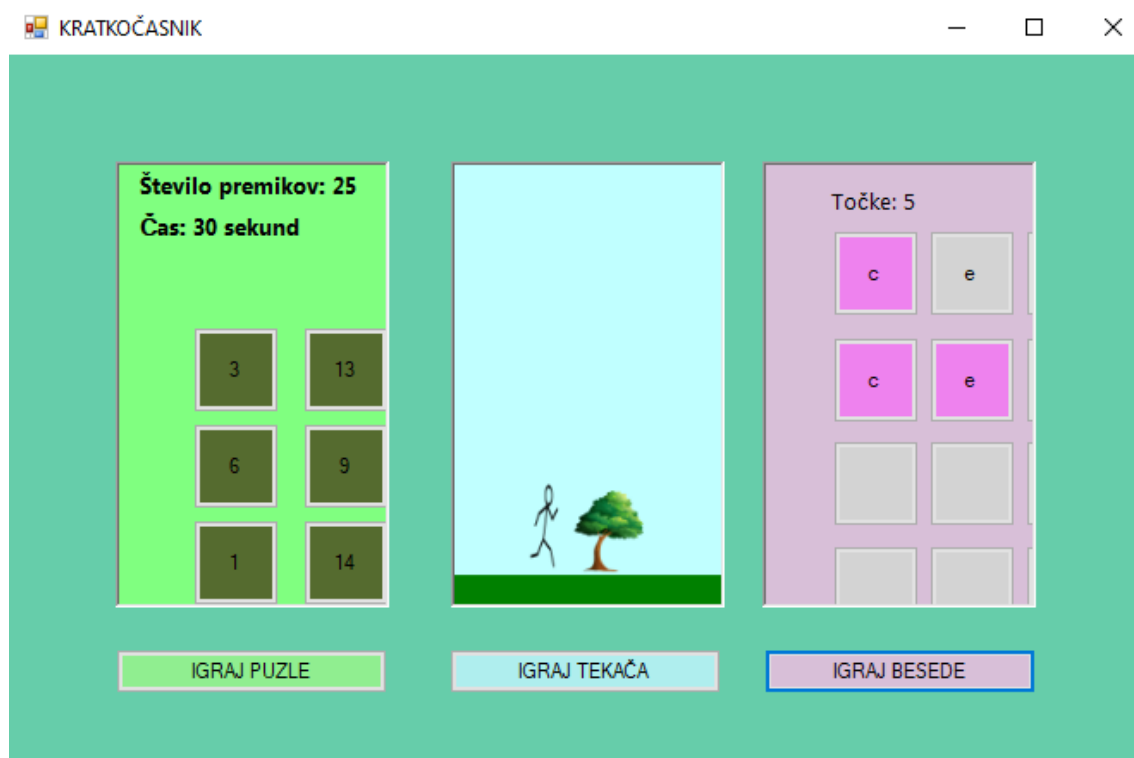 KRATKOČASNIK
Število premikov: 25
Čas: 30 sekund
3 13
6 9
1 14
IGRAJ PUZLE
IGRAJ TEKAČA
Točke: 5
c e
c e
IGRAJ BESEDE